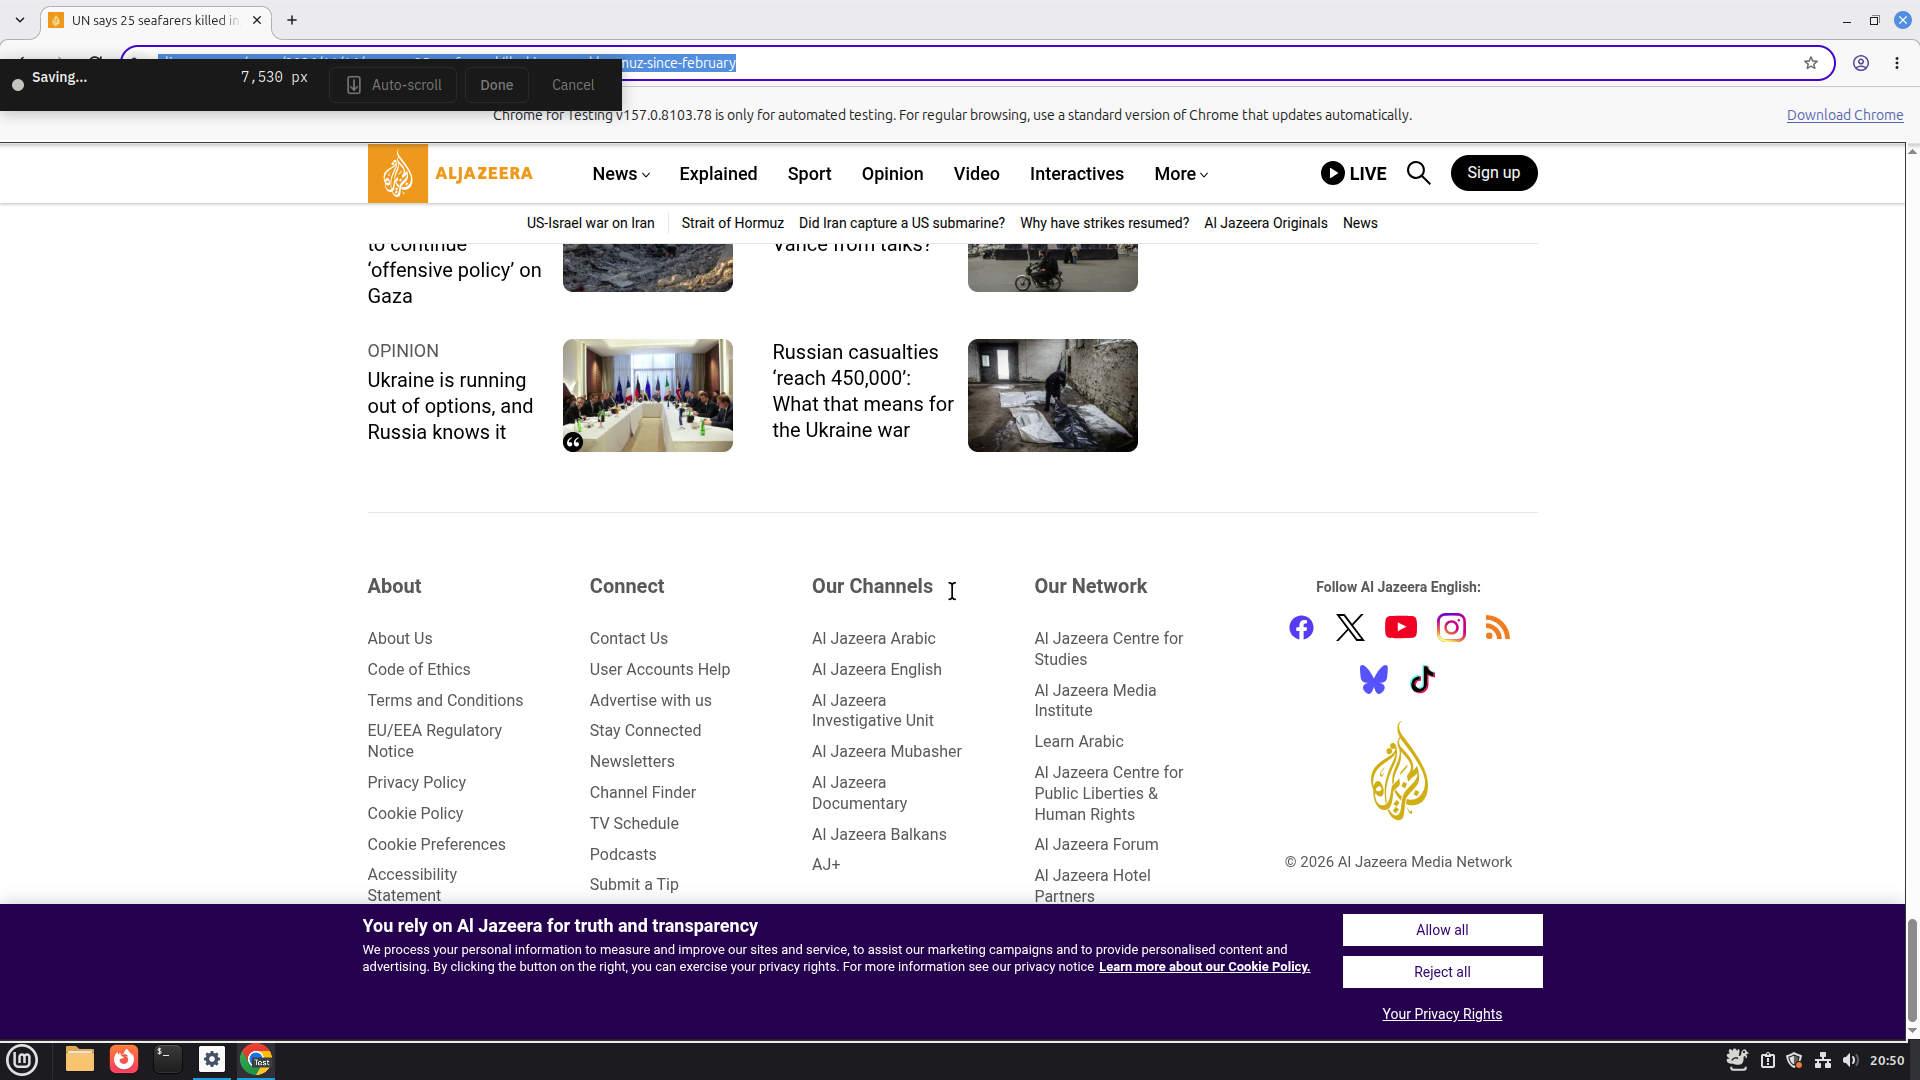 UN says 25 seafarers killed in
muz-since-february
Saving...
7,530 px
Auto-scroll
Done
Cancel
Chrome for Testing v157.0.8103.78 is only for automated testing. For regular browsing, use a standard version of Chrome that updates automatically.
Download Chrome
ALJAZEERA
News
Explained
Sport
Opinion
Video
Interactives
More
LIVE
Sign up
US-Israel war on Iran
Strait of Hormuz
Did Iran capture a US submarine?
Why have strikes resumed?
Al Jazeera Originals
News
to continue
‘offensive policy’ on
Gaza
Vance from talks?
OPINION
Ukraine is running
out of options, and
Russia knows it
Russian casualties
‘reach 450,000’:
What that means for
the Ukraine war
About
About Us
Code of Ethics
Terms and Conditions
EU/EEA Regulatory
Notice
Privacy Policy
Cookie Policy
Cookie Preferences
Accessibility
Statement
Connect
Contact Us
User Accounts Help
Advertise with us
Stay Connected
Newsletters
Channel Finder
TV Schedule
Podcasts
Submit a Tip
Our Channels
Al Jazeera Arabic
Al Jazeera English
Al Jazeera
Investigative Unit
Al Jazeera Mubasher
Al Jazeera
Documentary
Al Jazeera Balkans
AJ+
Our Network
Al Jazeera Centre for
Studies
Al Jazeera Media
Institute
Learn Arabic
Al Jazeera Centre for
Public Liberties &
Human Rights
Al Jazeera Forum
Al Jazeera Hotel
Partners
Follow Al Jazeera English:
© 2026 Al Jazeera Media Network
You rely on Al Jazeera for truth and transparency
We process your personal information to measure and improve our sites and service, to assist our marketing campaigns and to provide personalised content and
advertising. By clicking the button on the right, you can exercise your privacy rights. For more information see our privacy notice Learn more about our Cookie Policy.
Allow all
Reject all
Your Privacy Rights
Test
20:50